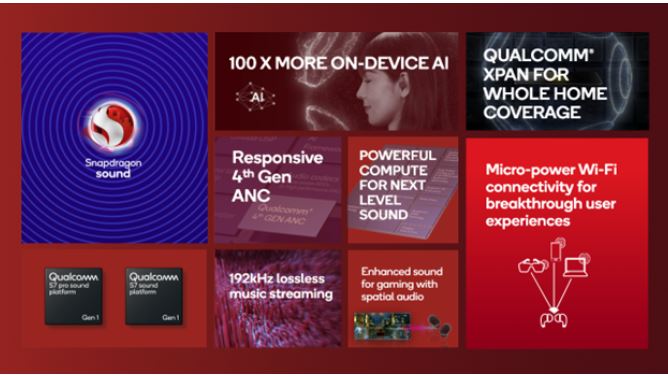 Snapdragon
sound
100 X MORE ON-DEVICE AI
AI
QUALCOMM®
XPAN FOR
WHOLE HOME
COVERAGE
Responsive
4th Gen
ANC
Qualcomm®
4th GEN ANC
POWERFUL
COMPUTE
FOR NEXT
LEVEL
SOUND
Micro-power Wi-Fi
connectivity for
breakthrough user
experiences
Qualcomm
S7 pro sound
platform
Gen 1
Qualcomm
S7 sound
platform
Gen 1
192kHz lossless
music streaming
Enhanced sound
for gaming with
spatial audio